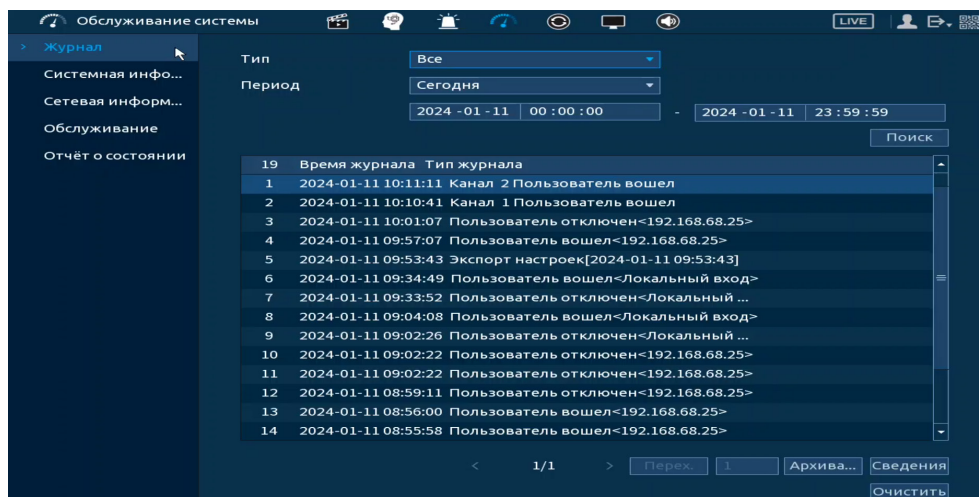 Обслуживание системы LIVE
Журнал
Системная инфо...
Сетевая информ...
Обслуживание
Отчёт о состоянии
Тип Все
Период Сегодня
2024 - 01 - 11 00 : 00 : 00 - 2024 - 01 - 11 23 : 59 : 59
Поиск
19 Время журнала Тип журнала
1 2024-01-11 10:11:11 Канал 2 Пользователь вошел
2 2024-01-11 10:10:41 Канал 1 Пользователь вошел
3 2024-01-11 10:01:07 Пользователь отключен<192.168.68.25>
4 2024-01-11 09:57:07 Пользователь вошел<192.168.68.25>
5 2024-01-11 09:53:43 Экспорт настроек[2024-01-11 09:53:43]
6 2024-01-11 09:34:49 Пользователь вошел<Локальный вход>
7 2024-01-11 09:33:52 Пользователь отключен<Локальный ...
8 2024-01-11 09:04:08 Пользователь вошел<Локальный вход>
9 2024-01-11 09:02:26 Пользователь отключен<Локальный ...
10 2024-01-11 09:02:22 Пользователь отключен<192.168.68.25>
11 2024-01-11 09:02:22 Пользователь отключен<192.168.68.25>
12 2024-01-11 08:59:11 Пользователь отключен<192.168.68.25>
13 2024-01-11 08:56:00 Пользователь вошел<192.168.68.25>
14 2024-01-11 08:55:58 Пользователь вошел<192.168.68.25>
< 1/1 > Перех. 1 Архива... Сведения
Очистить